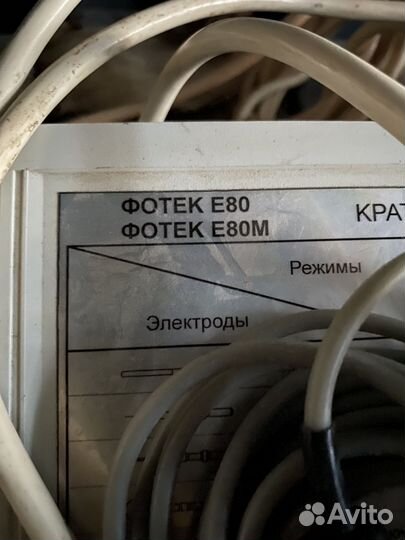 ФОТЕК Е80
ФОТЕК Е80М
КРАТ
Режимы
Электроды
Avito